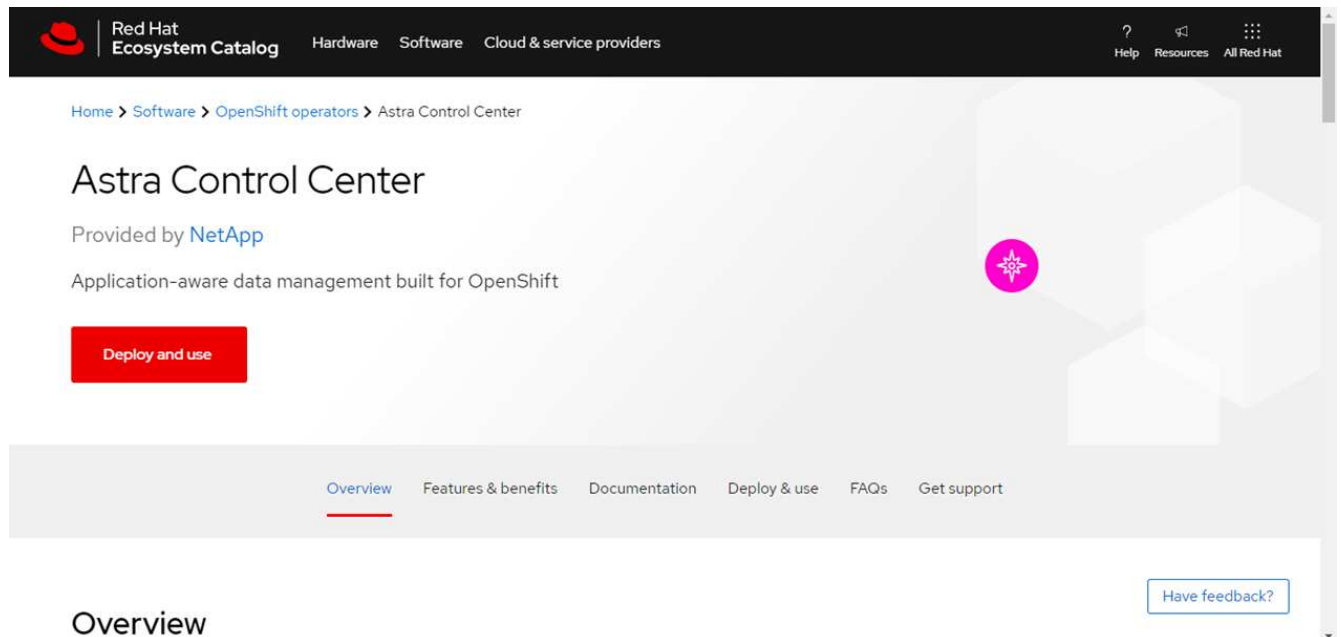 Red Hat
Ecosystem Catalog
Hardware Software Cloud & service providers
? 
Help Resources All Red Hat
Home > Software > OpenShift operators > Astra Control Center
Astra Control Center
Provided by NetApp
Application-aware data management built for OpenShift
Deploy and use
Overview Features & benefits Documentation Deploy & use FAQs Get support
Have feedback?
Overview